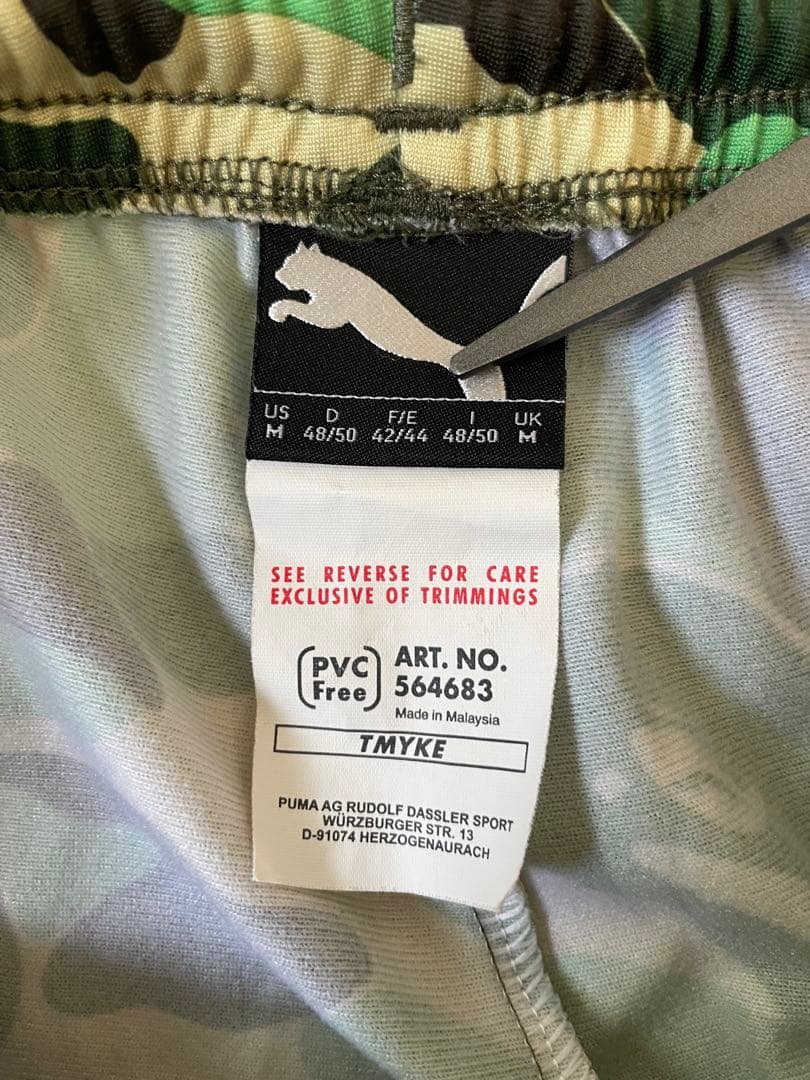 US D F/E I UK
M 48/50 42/44 48/50 M
SEE REVERSE FOR CARE
EXCLUSIVE OF TRIMMINGS
PVC
Free
ART. NO.
564683
Made in Malaysia
TMYKE
PUMA AG RUDOLF DASSLER SPORT
WÜRZBURGER STR. 13
D-91074 HERZOGENAURACH